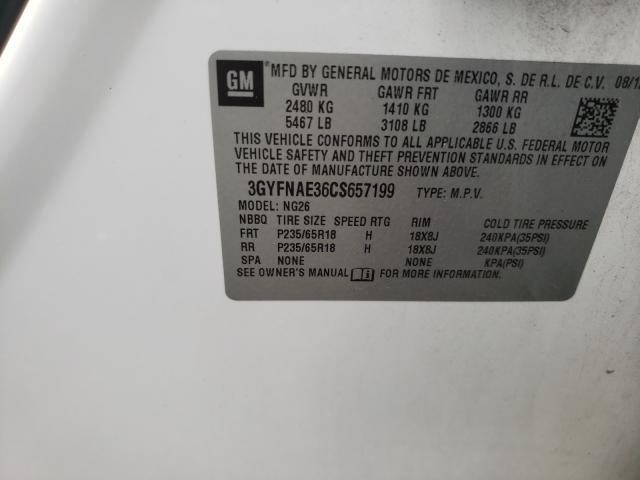 GM MFD BY GENERAL MOTORS DE MEXICO, S. DE R.L. DE C.V. 08/1
GVWR GAWR FRT GAWR RR
2480 KG 1410 KG 1300 KG
5467 LB 3108 LB 2866 LB
THIS VEHICLE CONFORMS TO ALL APPLICABLE U.S. FEDERAL MOTOR
VEHICLE SAFETY AND THEFT PREVENTION STANDARDS IN EFFECT ON
THE DATE OF MANUFACTURE SHOWN ABOVE.
3GYFNAE36CS657199 TYPE: M.P.V.
MODEL: NG26
NBBQ TIRE SIZE SPEED RTG RIM COLD TIRE PRESSURE
FRT P235/65R18 H 18X8J 240KPA(35PSI)
RR P235/65R18 H 18X8J 240KPA(35PSI)
SPA NONE NONE KPA(PSI)
SEE OWNER'S MANUAL FOR MORE INFORMATION.